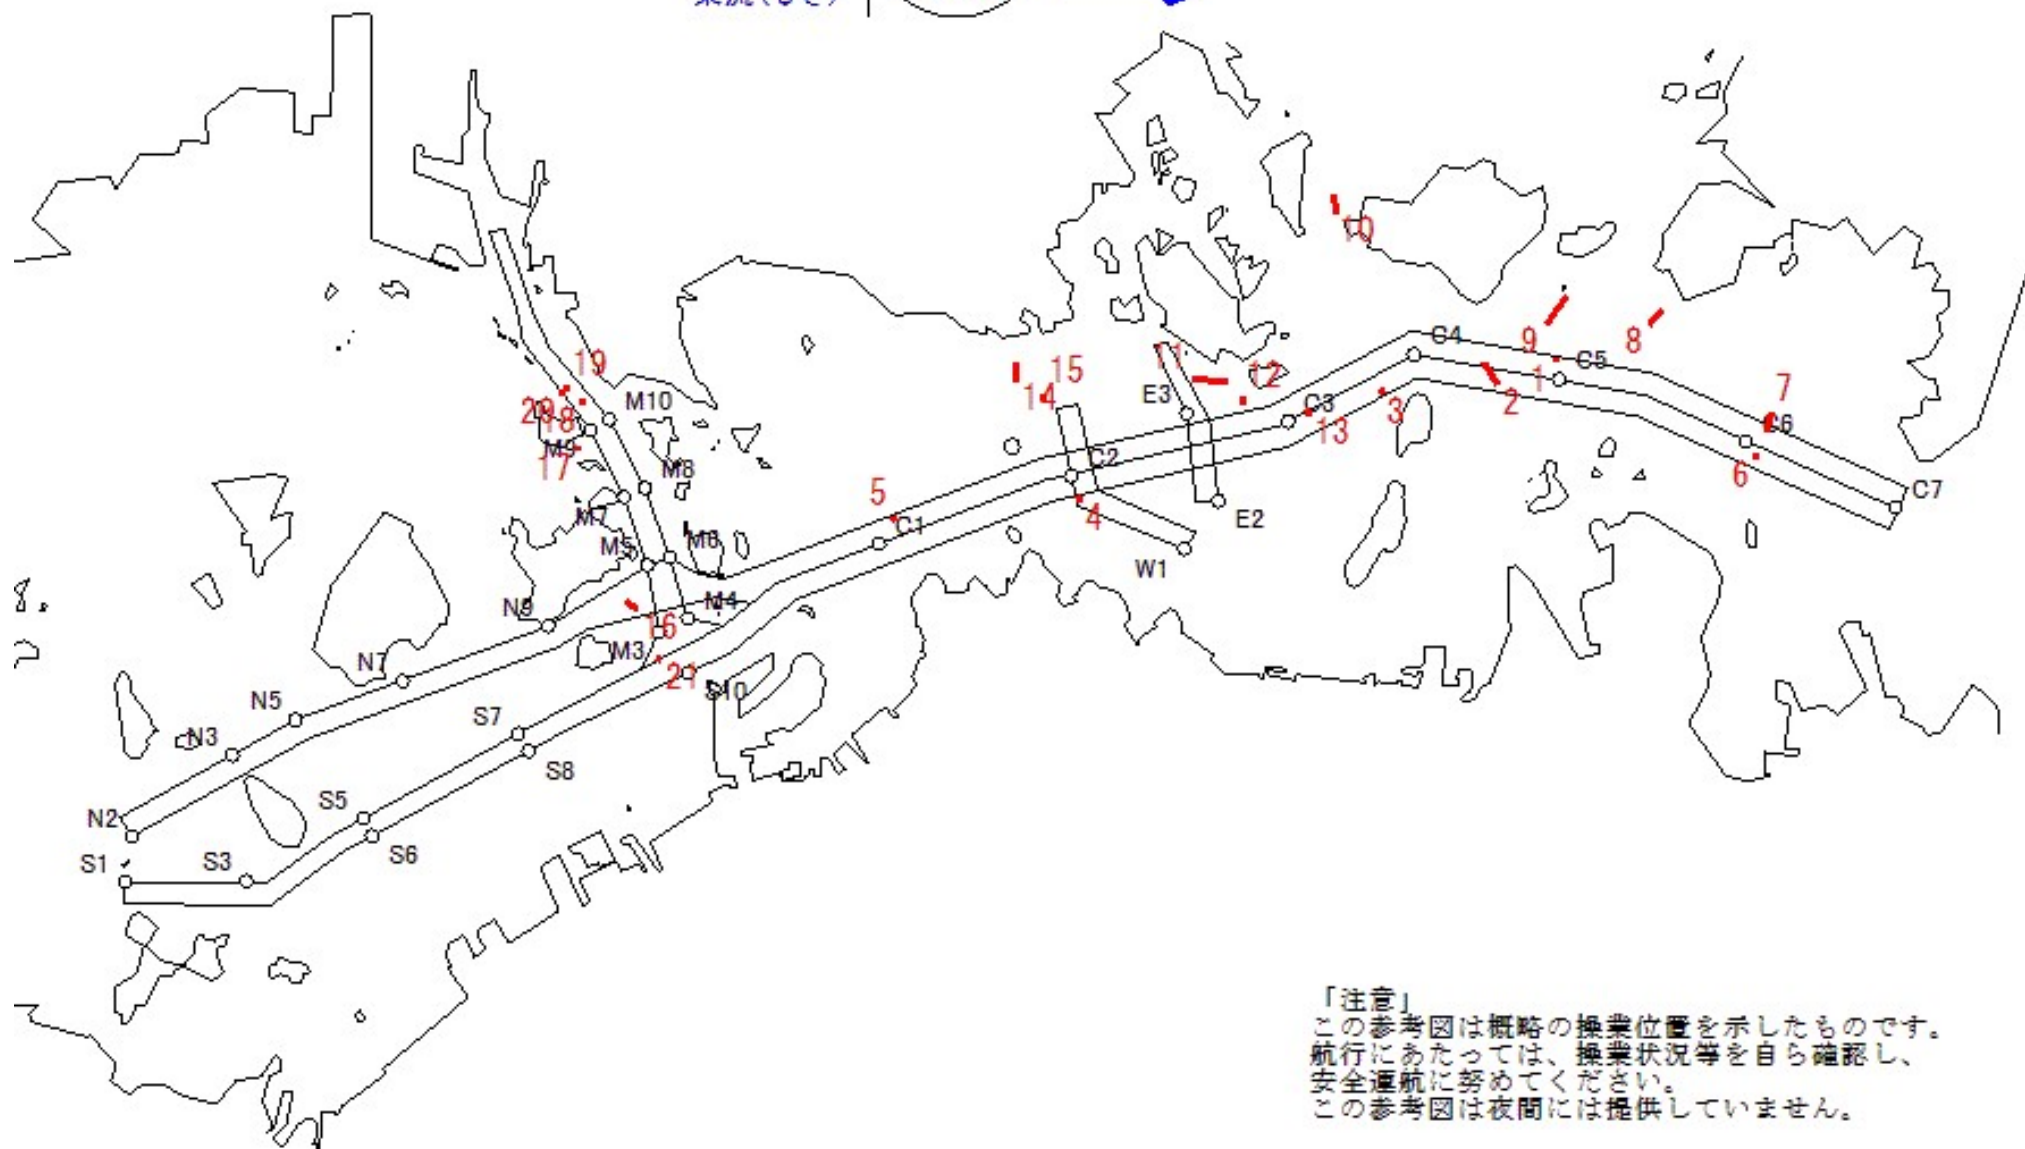 10
C4
9
8
C5
1
2
7
C6
3
C3
13
12
11
E3
15
14
19
20
18
M10
M9
17
M8
M7
5
C1
C2
4
E2
W1
6
C7
M5
M6
N9
M4
16
M3
21
S10
N7
N5
N3
S7
S8
N2
S5
S1
S3
S6
「注意」
この参考図は概略の操業位置を示したものです。
航行にあたっては、操業状況等を自ら確認し、
安全運航に努めてください。
この参考図は夜間には提供していません。